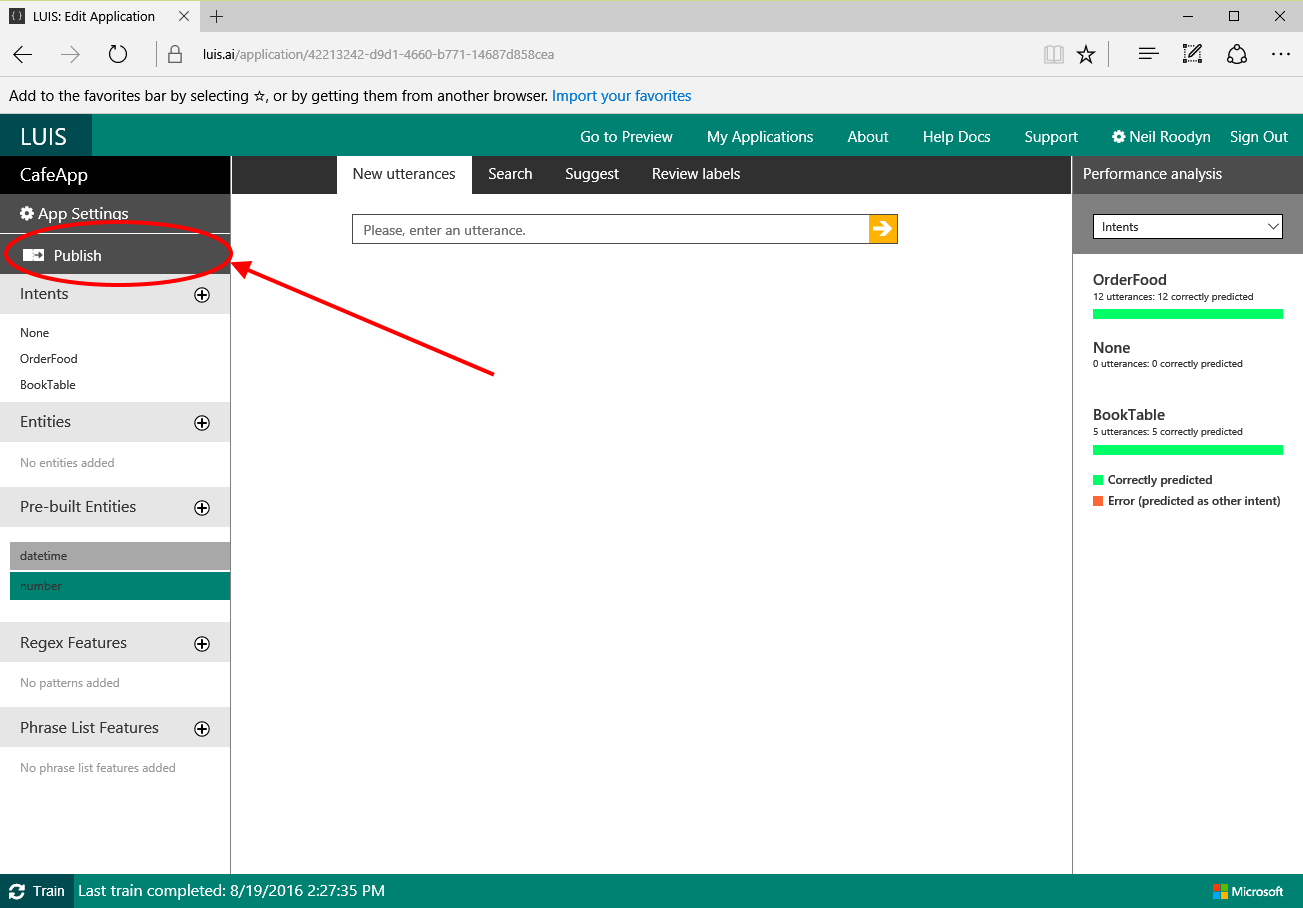 LUIS: Edit Application
luis.ai/application/42213242-d9d1-4660-b771-14687d858cea
Add to the favorites bar by selecting ☆, or by getting them from another browser. Import your favorites
LUIS
Go to Preview
My Applications
About
Help Docs
Support
Neil Roodyn
Sign Out
CafeApp
App Settings
Publish
Intents
None
OrderFood
BookTable
Entities
No entities added
Pre-built Entities
datetime
number
Regex Features
No patterns added
Phrase List Features
No phrase list features added
New utterances
Search
Suggest
Review labels
Please, enter an utterance.
Performance analysis
Intents
OrderFood
12 utterances: 12 correctly predicted
None
0 utterances: 0 correctly predicted
BookTable
5 utterances: 5 correctly predicted
Correctly predicted
Error (predicted as other intent)
Train
Last train completed: 8/19/2016 2:27:35 PM
Microsoft